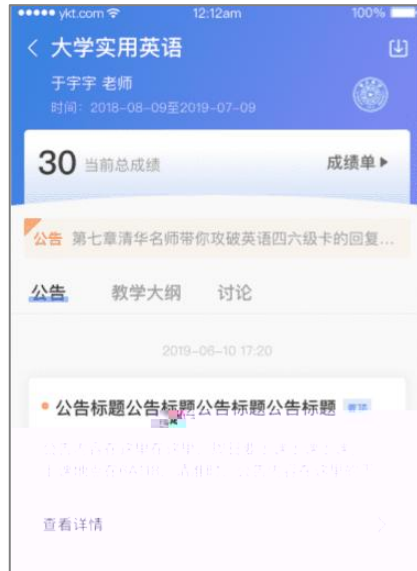 ykt.com 12:12am 100%
大学实用英语
于宇宇 老师
时间：2018-08-09至2019-07-09
30 当前总成绩 成绩单
公告 第七章清华名师带你攻破英语四六级卡的回复...
公告 教学大纲 讨论
2019-06-10 17:20
公告标题公告标题公告标题公告标题
查看详情